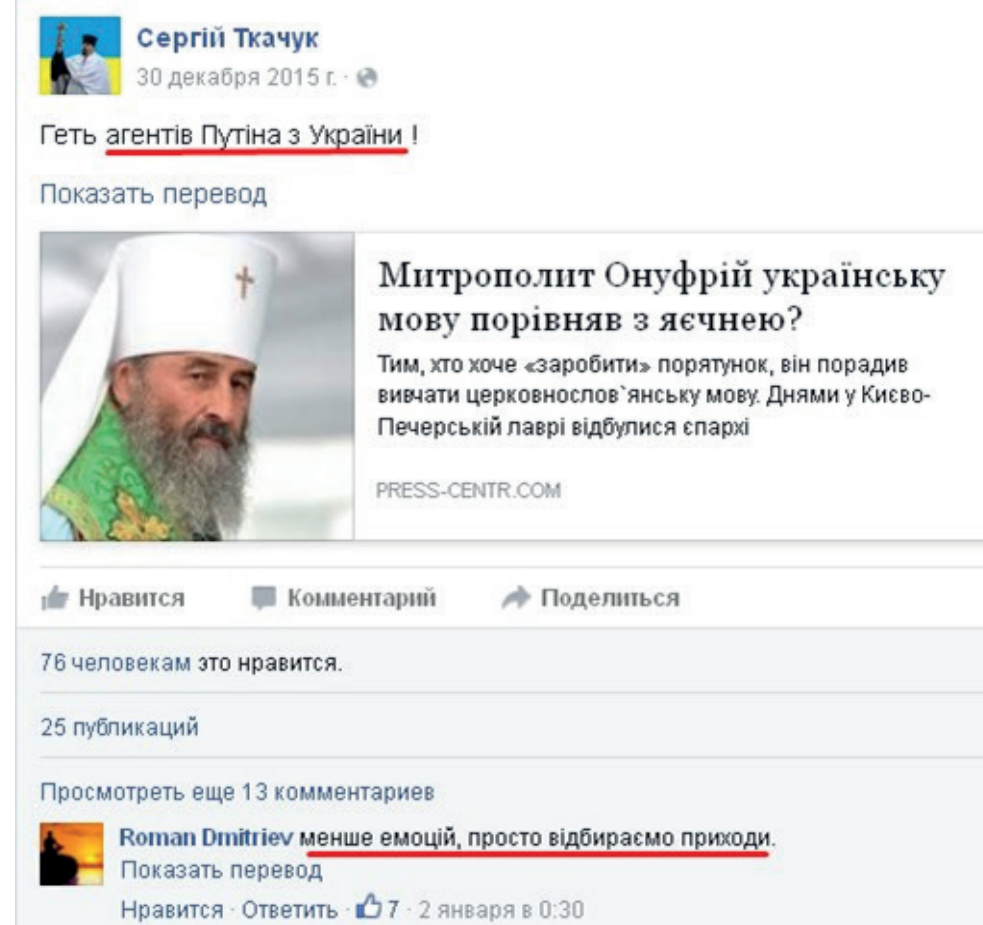 Сергій Ткачук
30 декабря 2015 г. ·
Геть агентів Путіна з України !
Показать перевод
Митрополит Онуфрій українську
мову порівняв з яєчнею?
Тим, хто хоче «заробити» порятунок, він порадив
вивчати церковнослов`янську мову. Днями у Києво-
Печерській лаврі відбулися єпархі
PRESS-CENTR.COM
Нравится Комментарий Поделиться
76 человекам это нравится.
25 публикаций
Просмотреть еще 13 комментариев
Roman Dmitriev менше емоцій, просто відбираємо приходи.
Показать перевод
Нравится · Ответить · 7 · 2 января в 0:30